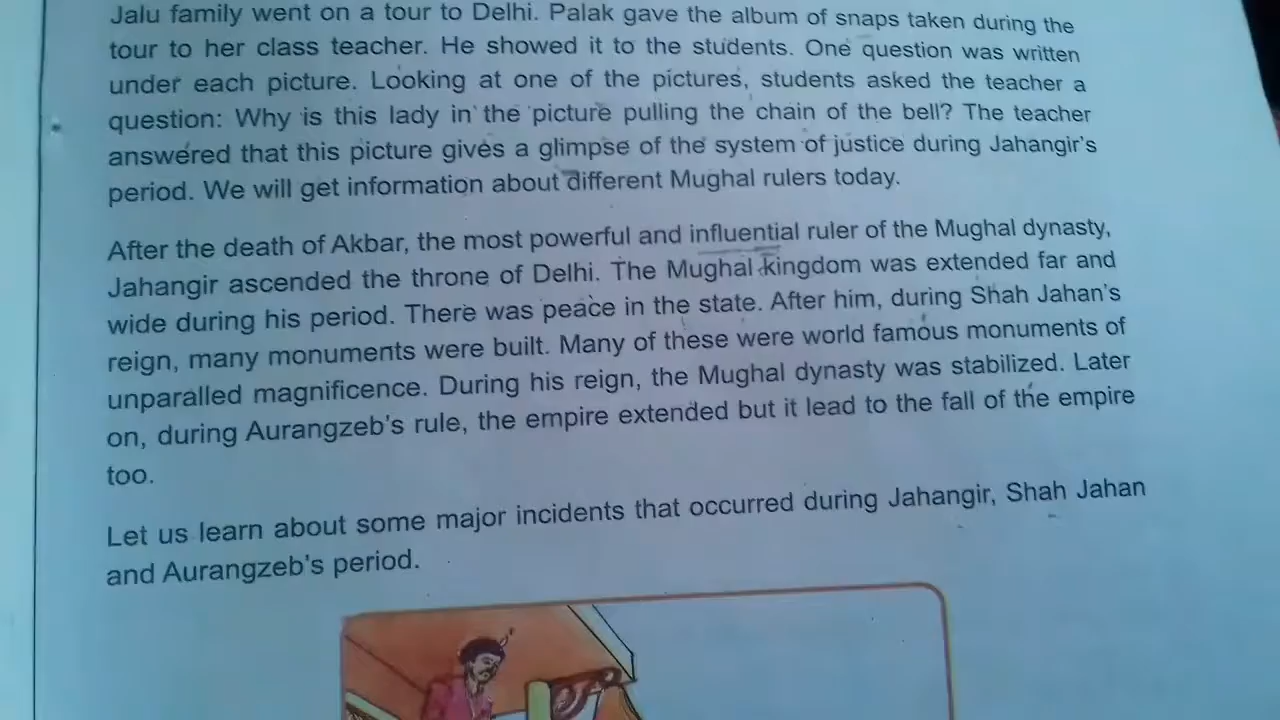 Jalu family went on a tour to Delhi. Palak gave the album of snaps taken during the
tour to her class teacher. He showed it to the students. One question was written
under each picture. Looking at one of the pictures, students asked the teacher a
question: Why is this lady in the picture pulling the chain of the bell? The teacher
answered that this picture gives a glimpse of the system of justice during Jahangir's
period. We will get information about different Mughal rulers today.
After the death of Akbar, the most powerful and influential ruler of the Mughal dynasty,
Jahangir ascended the throne of Delhi. The Mughal kingdom was extended far and
wide during his period. There was peace in the state. After him, during Shah Jahan's
reign, many monuments were built. Many of these were world famous monuments of
unparalled magnificence. During his reign, the Mughal dynasty was stabilized. Later
on, during Aurangzeb's rule, the empire extended but it lead to the fall of the empire
too.
Let us learn about some major incidents that occurred during Jahangir, Shah Jahan
and Aurangzeb's period.